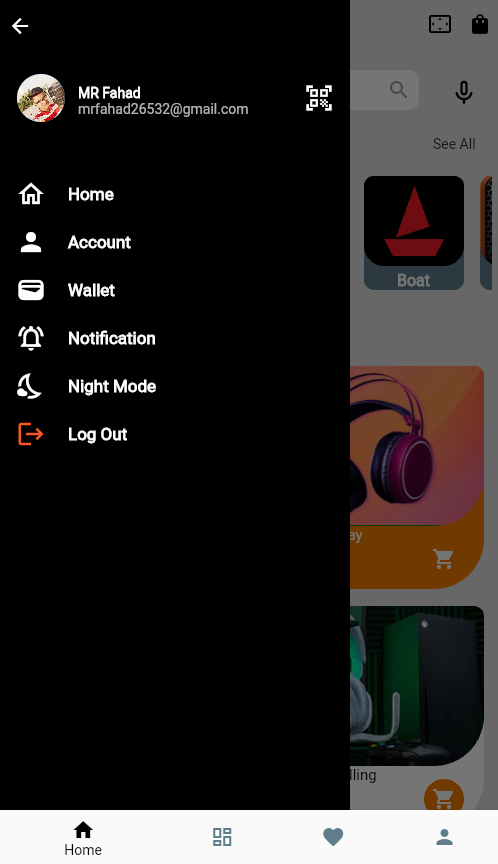 MR Fahad
mrfahad26532@gmail.com
See All
Home
Account
Boat
Wallet
Notification
Night Mode
Log Out
ay
lling
Home